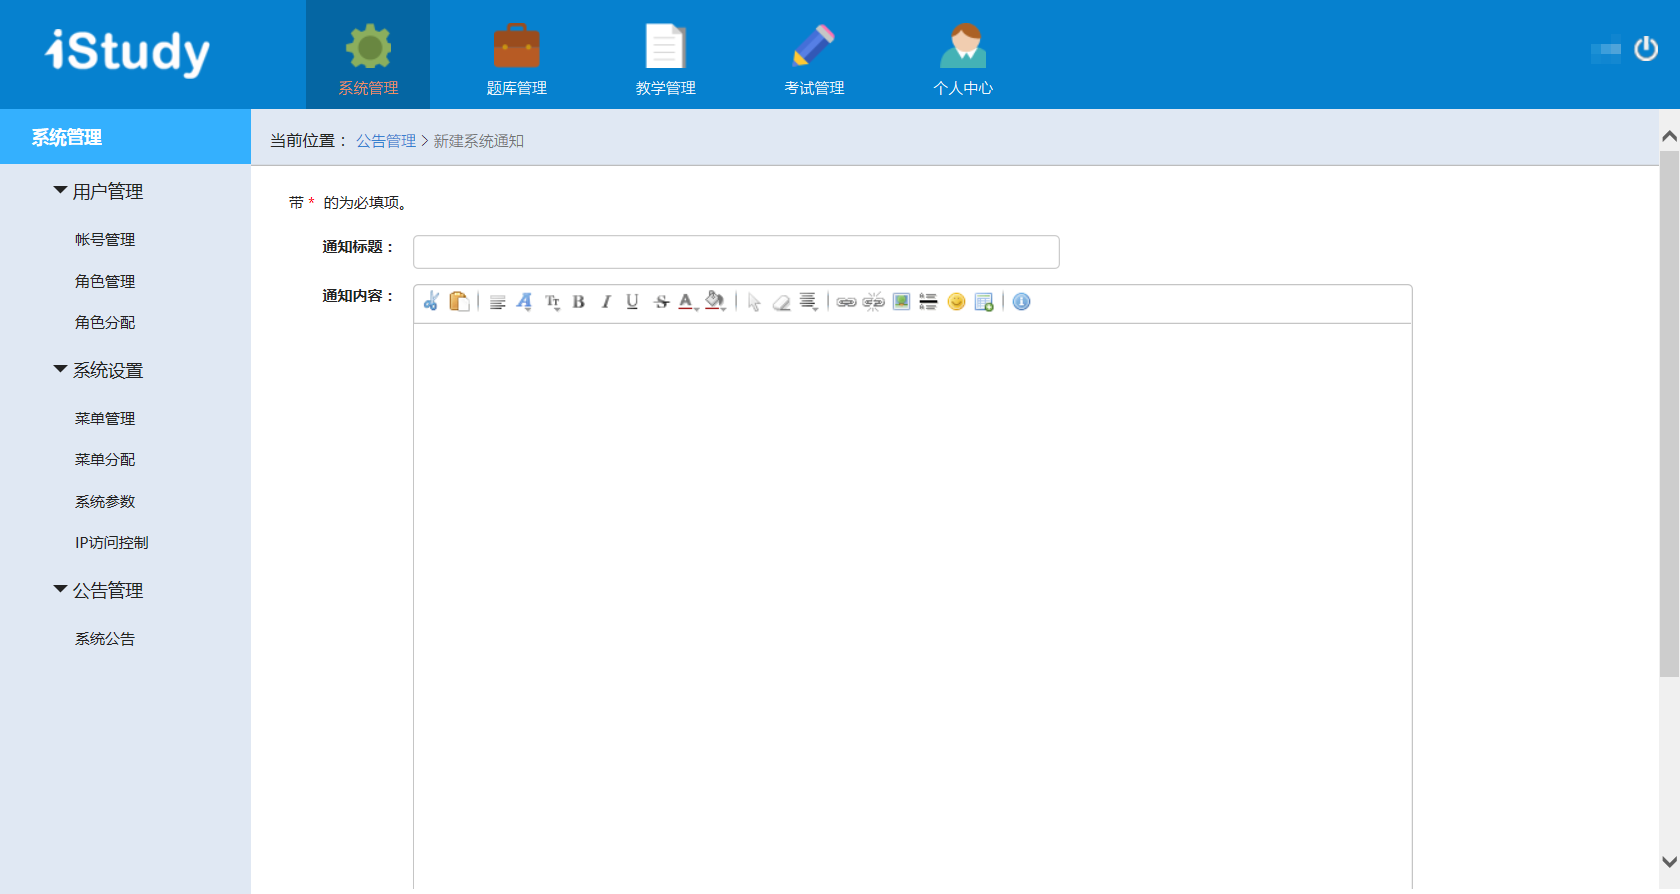 iStudy
系统管理
题库管理
教学管理
考试管理
个人中心
系统管理
用户管理
帐号管理
角色管理
角色分配
系统设置
菜单管理
菜单分配
系统参数
IP访问控制
公告管理
系统公告
当前位置： 公告管理 > 新建系统通知
带 * 的为必填项。
通知标题：
通知内容：